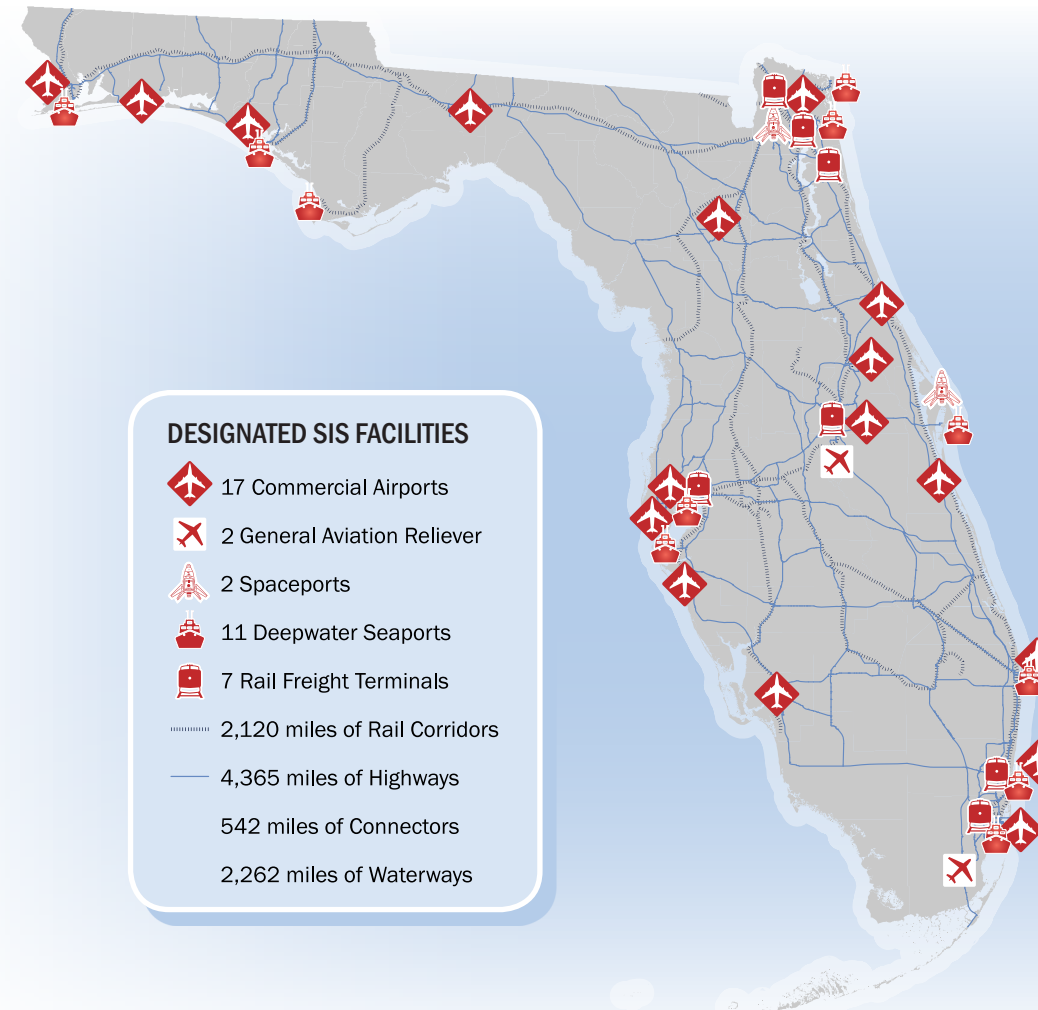 DESIGNATED SIS FACILITIES
17 Commercial Airports
2 General Aviation Reliever
2 Spaceports
11 Deepwater Seaports
7 Rail Freight Terminals
2,120 miles of Rail Corridors
4,365 miles of Highways
542 miles of Connectors
2,262 miles of Waterways